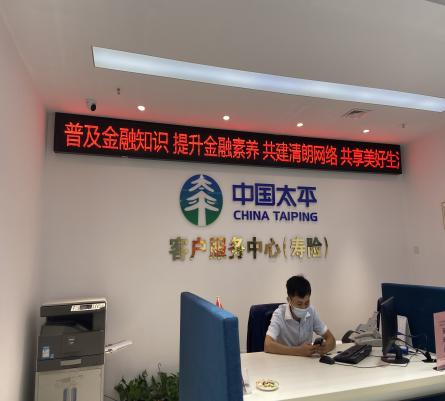 普及金融知识 提升金融素养 共建清朗网络 共享美好生
中国太平
CHINA TAIPING
客户服务中心(寿险)